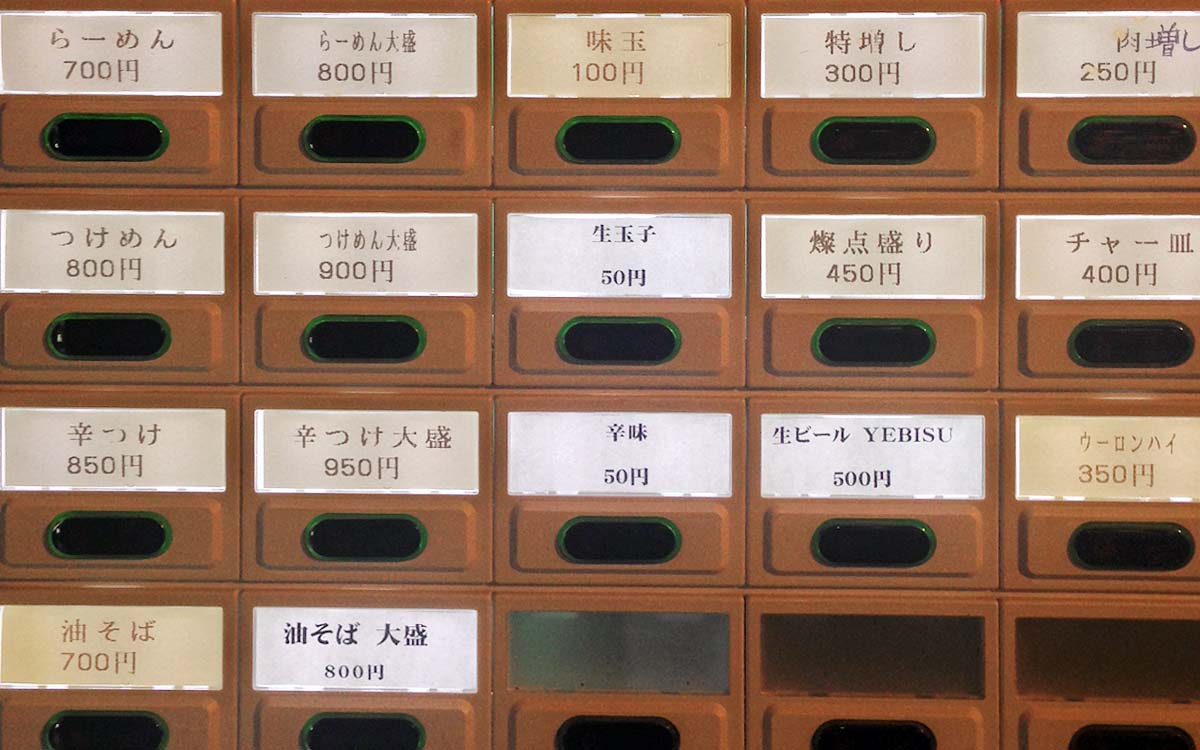 らーめん
700円
らーめん大盛
800円
味玉
100円
特増し
300円
肉増し
250円
つけめん
800円
つけめん大盛
900円
生玉子
50円
燦点盛り
450円
チャー皿
400円
辛つけ
850円
辛つけ大盛
950円
辛味
50円
生ビール YEBISU
500円
ウーロンハイ
350円
油そば
700円
油そば 大盛
800円